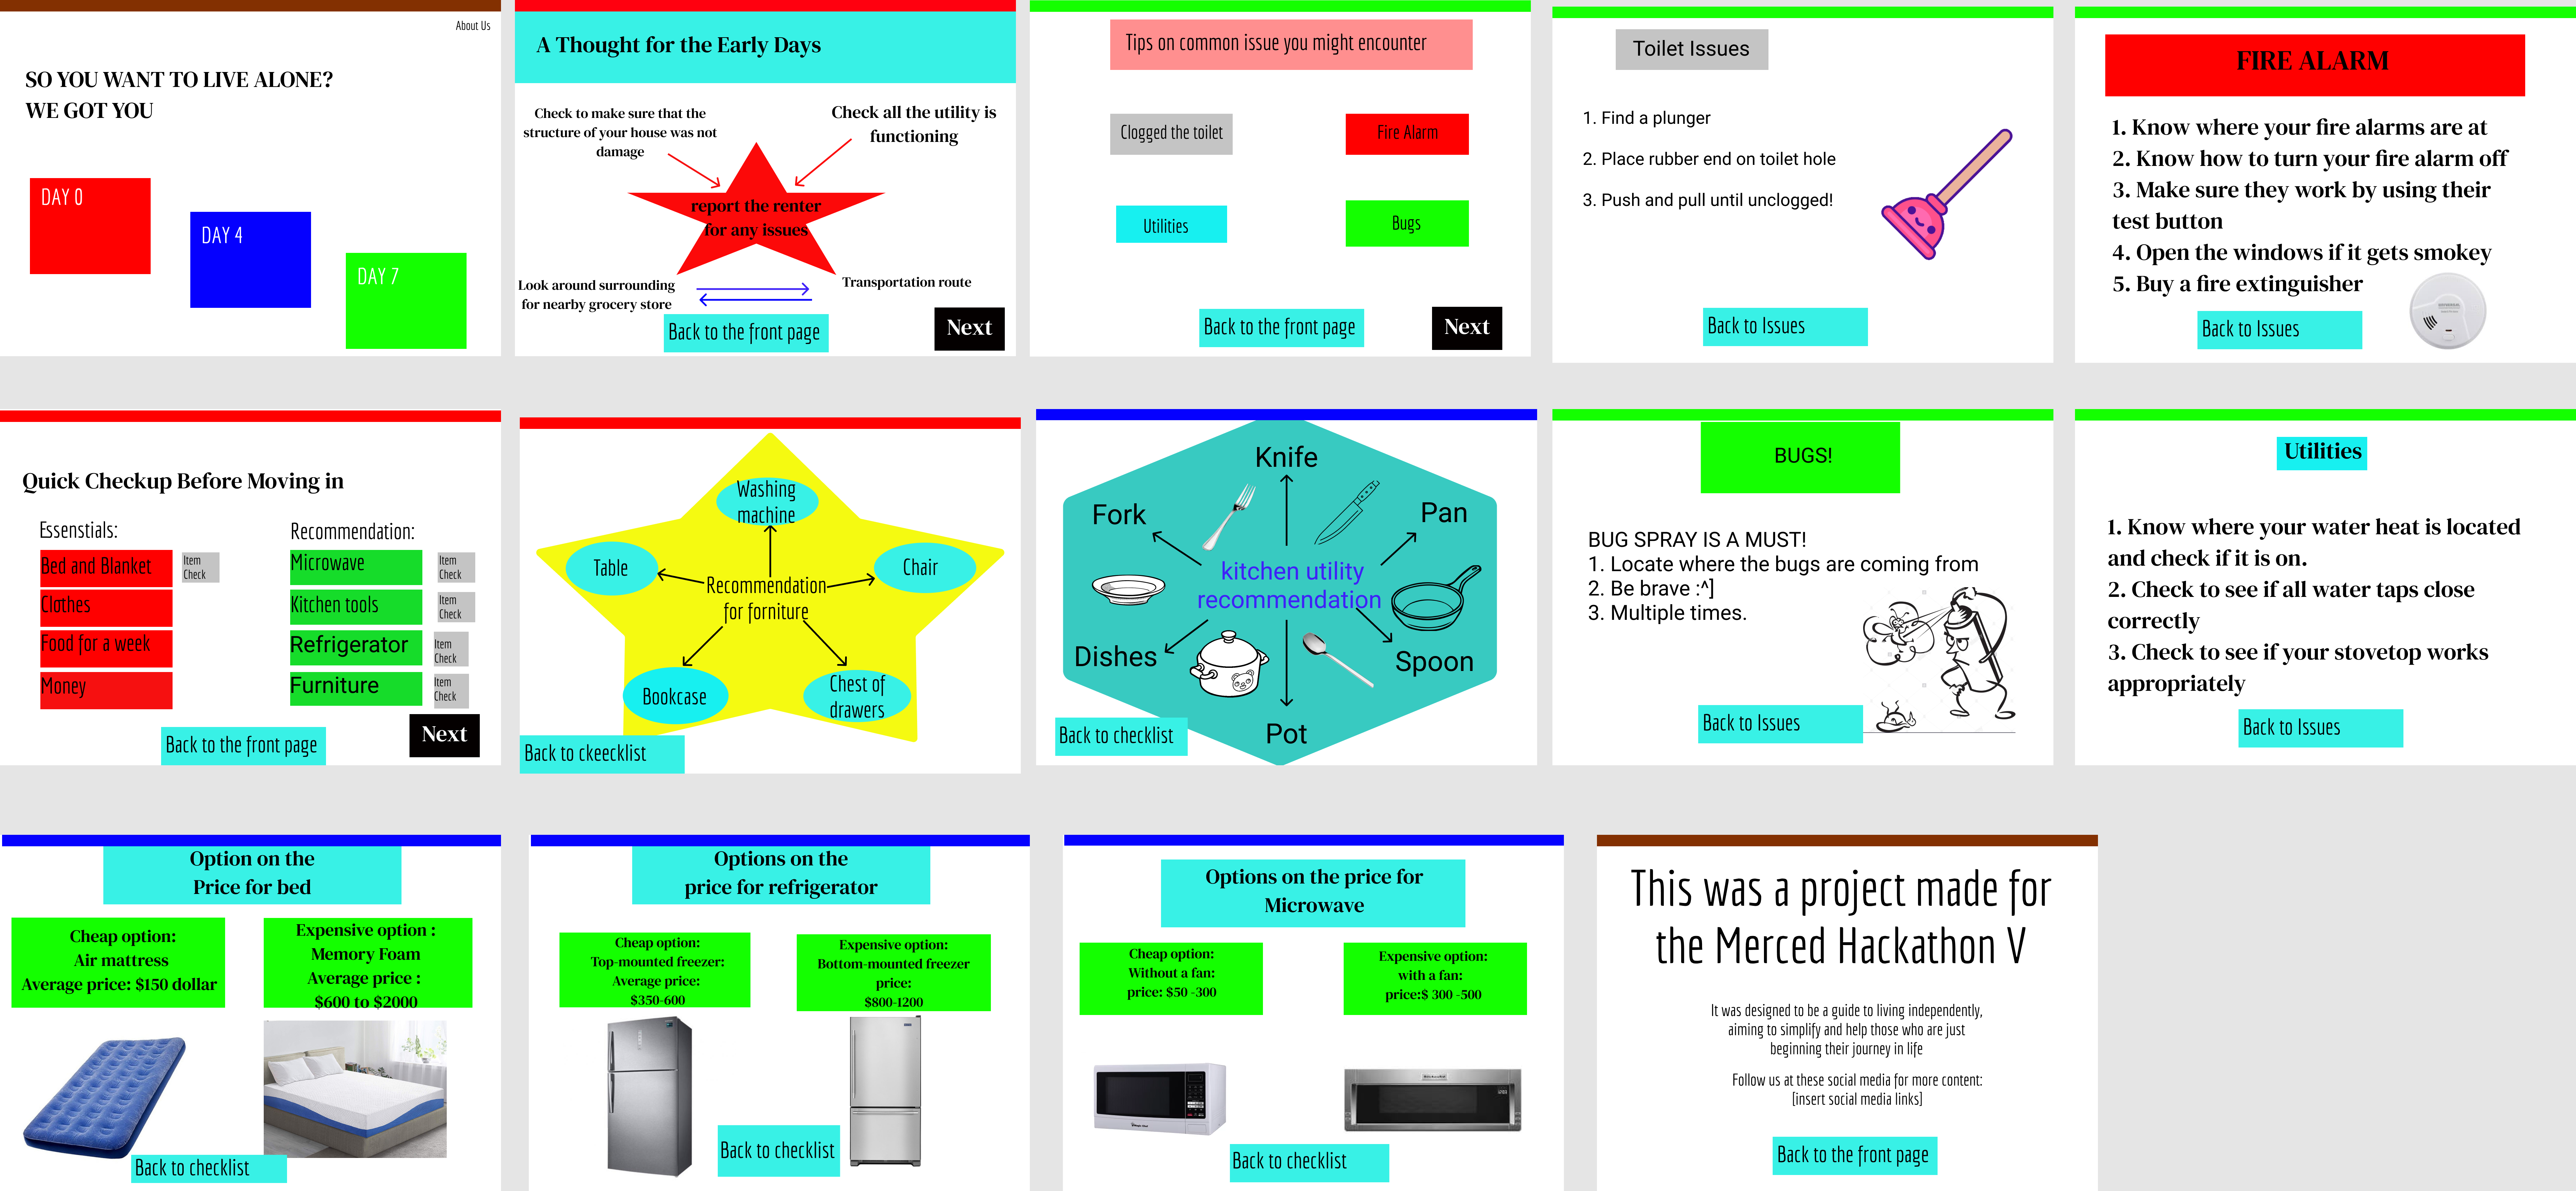 About Us
SO YOU WANT TO LIVE ALONE?
WE GOT YOU
DAY 0
DAY 4
DAY 7
A Thought for the Early Days
Check to make sure that the
structure of your house was not
damage
Check all the utility is
functioning
report the renter
for any issues
Look around surrounding
for nearby grocery store
Transportation route
Back to the front page
Next
Tips on common issue you might encounter
Clogged the toilet
Fire Alarm
Utilities
Bugs
Back to the front page
Next
Toilet Issues
1. Find a plunger
2. Place rubber end on toilet hole
3. Push and pull until unclogged!
Back to Issues
FIRE ALARM
1. Know where your fire alarms are at
2. Know how to turn your fire alarm off
3. Make sure they work by using their
test button
4. Open the windows if it gets smokey
5. Buy a fire extinguisher
Back to Issues
Quick Checkup Before Moving in
Essenstials:
Bed and Blanket
Item
Check
Clothes
Food for a week
Money
Recommendation:
Microwave
Item
Check
Kitchen tools
Item
Check
Refrigerator
Item
Check
Furniture
Item
Check
Back to the front page
Next
Washing
machine
Table
Chair
Recommendation
for forniture
Bookcase
Chest of
drawers
Back to ckeecklist
Knife
Fork
Pan
kitchen utility
recommendation
Dishes
Spoon
Pot
Back to checklist
BUGS!
BUG SPRAY IS A MUST!
1. Locate where the bugs are coming from
2. Be brave :^]
3. Multiple times.
Back to Issues
Utilities
1. Know where your water heat is located
and check if it is on.
2. Check to see if all water taps close
correctly
3. Check to see if your stovetop works
appropriately
Back to Issues
Option on the
Price for bed
Cheap option:
Air mattress
Average price: $150 dollar
Expensive option :
Memory Foam
Average price :
$600 to $2000
Back to checklist
Options on the
price for refrigerator
Cheap option:
Top-mounted freezer:
Average price:
$350-600
Expensive option:
Bottom-mounted freezer
price:
$800-1200
Back to checklist
Options on the price for
Microwave
Cheap option:
Without a fan:
price: $50 -300
Expensive option:
with a fan:
price:$ 300 -500
Back to checklist
This was a project made for
the Merced Hackathon V
It was designed to be a guide to living independently,
aiming to simplify and help those who are just
beginning their journey in life
Follow us at these social media for more content:
[insert social media links]
Back to the front page